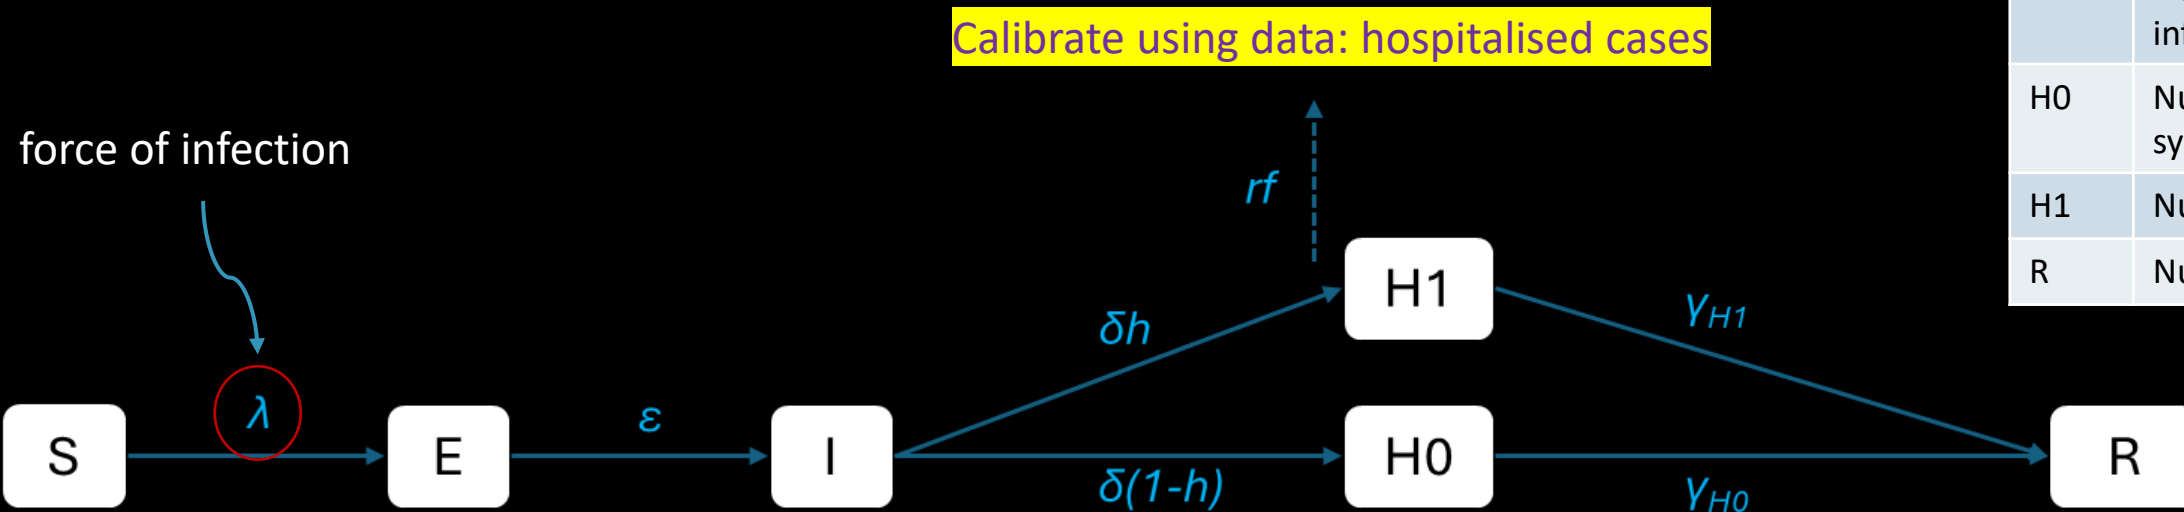 Calibrate using data: hospitalised cases
force of infection
rf
H1
δh
γH1
λ
ε
S
E
I
H0
R
δ(1-h)
γH0
H0
H1
R